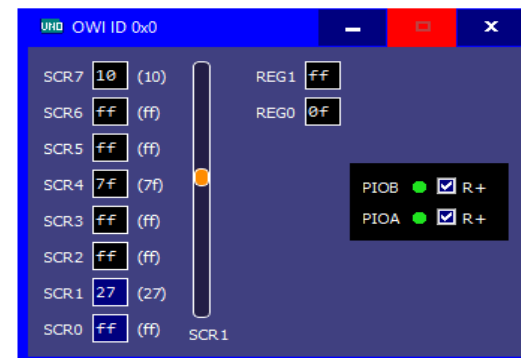 UNO OWI ID 0x0
SCR7 10 (10) REG1 ff
SCR6 ff (ff) REG0 0f
SCR5 ff (ff)
SCR4 7f (7f) PIOB R+
SCR3 ff (ff) PIOA R+
SCR2 ff (ff)
SCR1 27 (27)
SCR0 ff (ff) SCR1